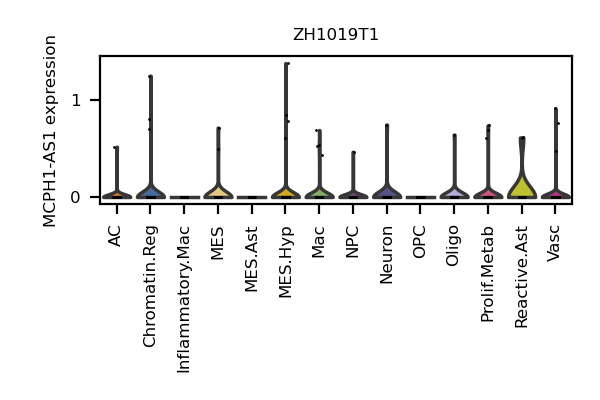 ZH1019T1
MCPH1-AS1 expression
1
0
AC
Chromatin.Reg
Inflammatory.Mac
MES
MES.Ast
MES.Hyp
Mac
NPC
Neuron
OPC
Oligo
Prolif.Metab
Reactive.Ast
Vasc